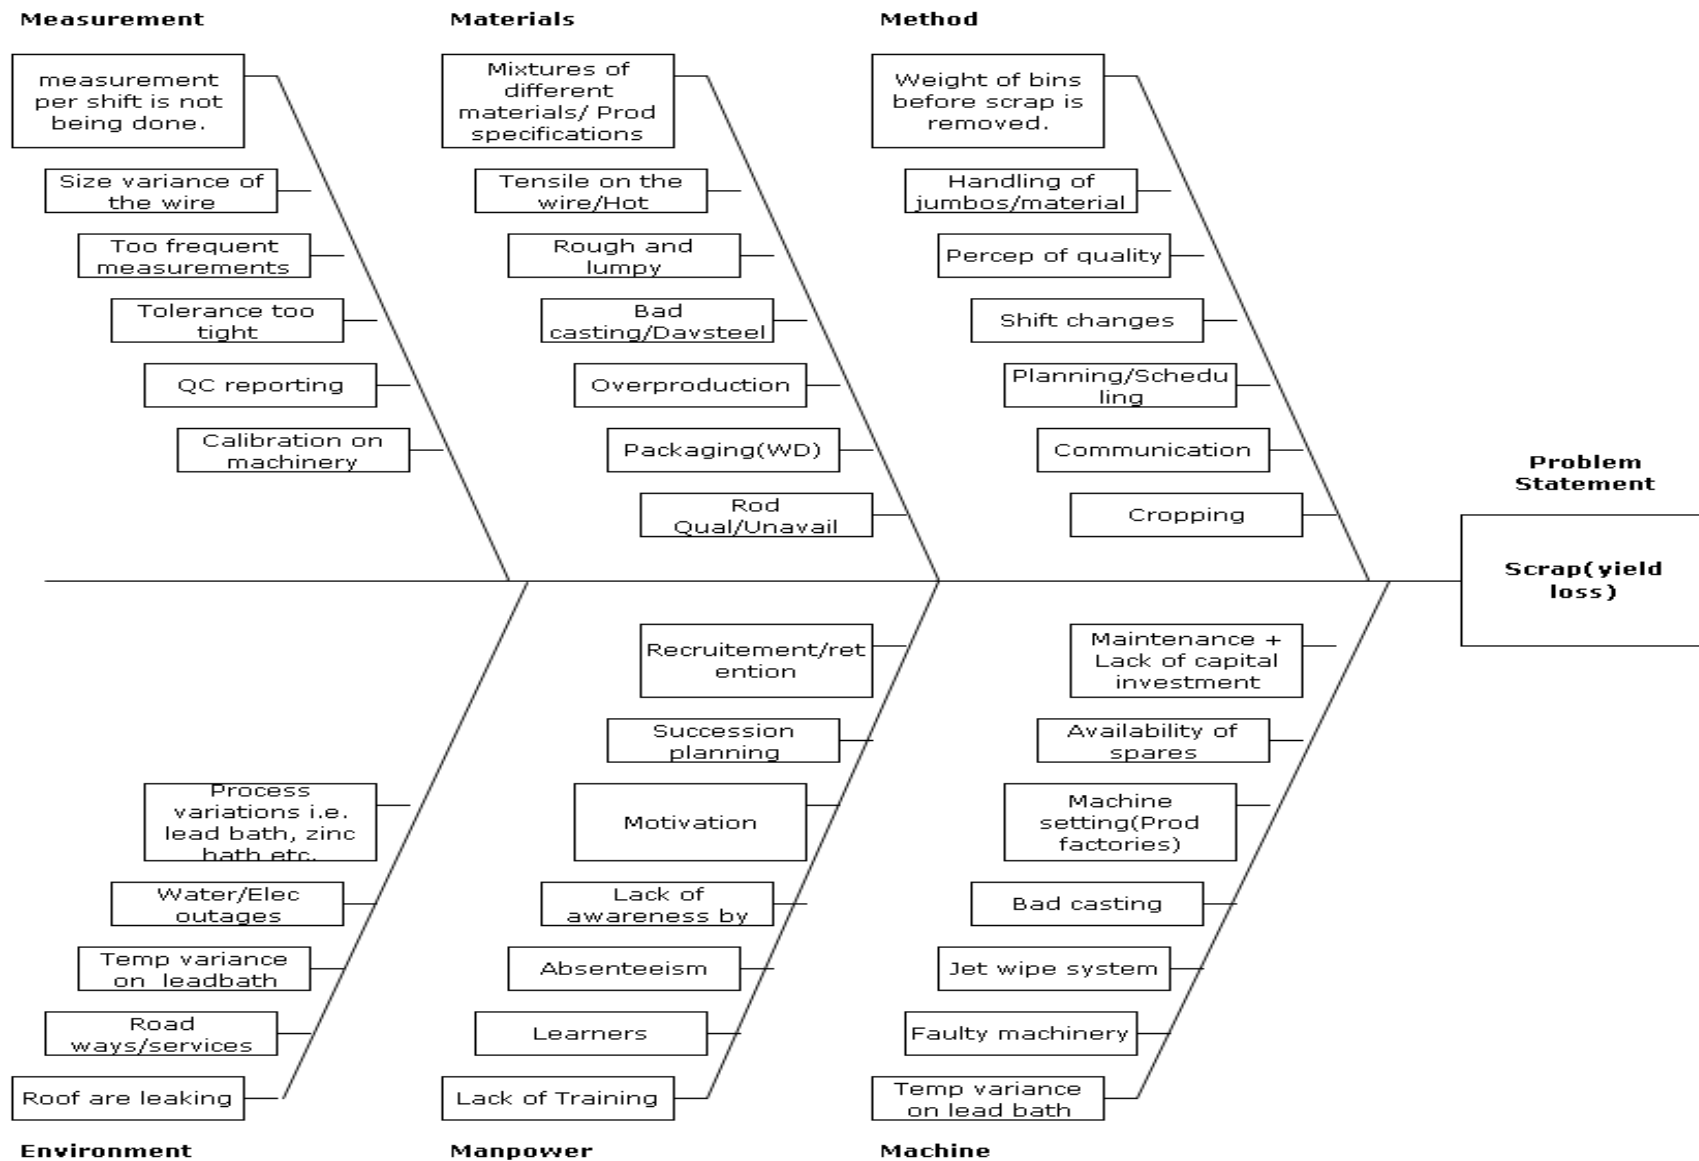 Measurement
measurement
per shift is not
being done.
Size variance of
the wire
Too frequent
measurements
Tolerance too
tight
QC reporting
Calibration on
machinery
Materials
Mixtures of
different
materials/ Prod
specifications
Tensile on the
wire/Hot
Rough and
lumpy
Bad
casting/Davsteel
Overproduction
Packaging(WD)
Rod
Qual/Unavail
Method
Weight of bins
before scrap is
removed.
Handling of
jumbos/material
Percep of quality
Shift changes
Planning/Schedu
ling
Communication
Cropping
Problem
Statement
Scrap(yield
loss)
Process
variations i.e.
lead bath, zinc
bath etc.
Water/Elec
outages
Temp variance
on leadbath
Road
ways/services
Roof are leaking
Environment
Recruitement/ret
ention
Succession
planning
Motivation
Lack of
awareness by
Absenteeism
Learners
Lack of Training
Manpower
Maintenance +
Lack of capital
investment
Availability of
spares
Machine
setting(Prod
factories)
Bad casting
Jet wipe system
Faulty machinery
Temp variance
on lead bath
Machine